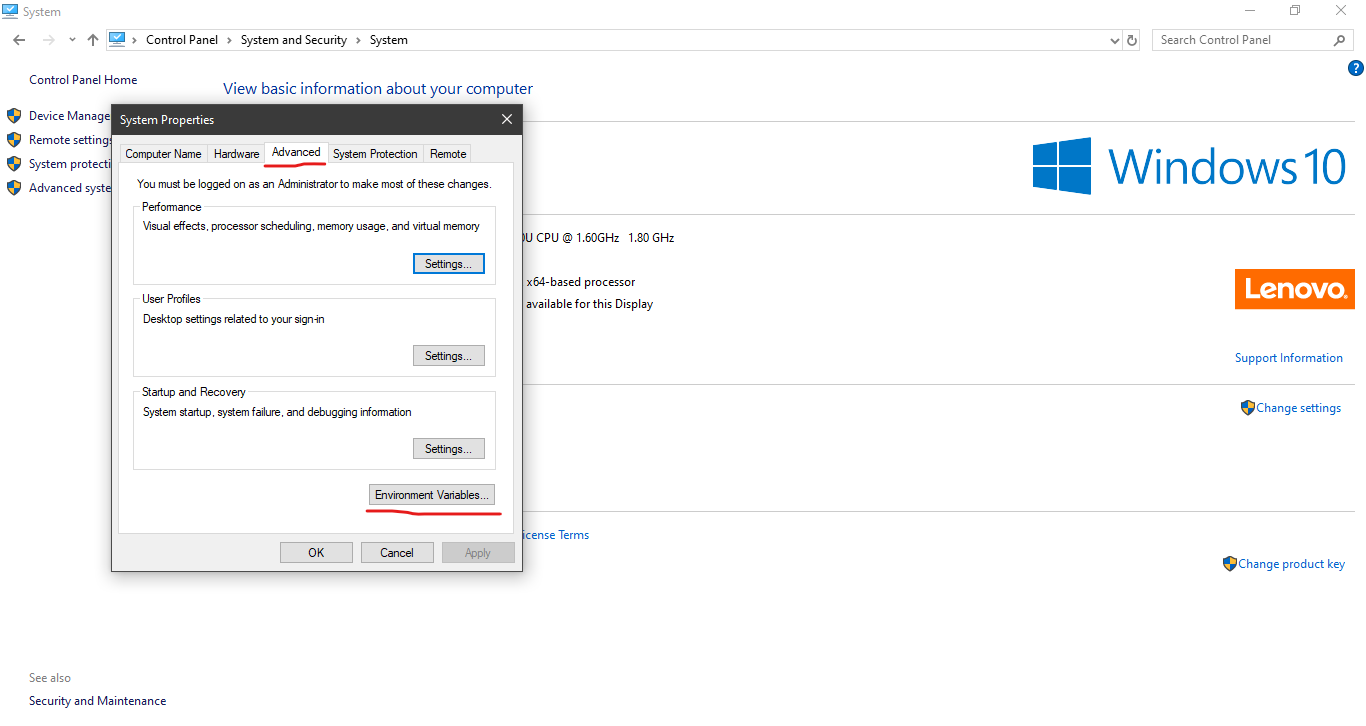 System
Control Panel
System and Security
System
Search Control Panel
Control Panel Home
View basic information about your computer
Device Manage
Remote settings
System protecti
Advanced syste
System Properties
Computer Name
Hardware
Advanced
System Protection
Remote
You must be logged on as an Administrator to make most of these changes.
Performance
Visual effects, processor scheduling, memory usage, and virtual memory
Settings...
User Profiles
Desktop settings related to your sign-in
Settings...
Startup and Recovery
System startup, system failure, and debugging information
Settings...
Environment Variables...
OK
Cancel
Apply
Windows 10
0U CPU @ 1.60GHz 1.80 GHz
x64-based processor
available for this Display
Lenovo
Support Information
Change settings
icense Terms
Change product key
See also
Security and Maintenance